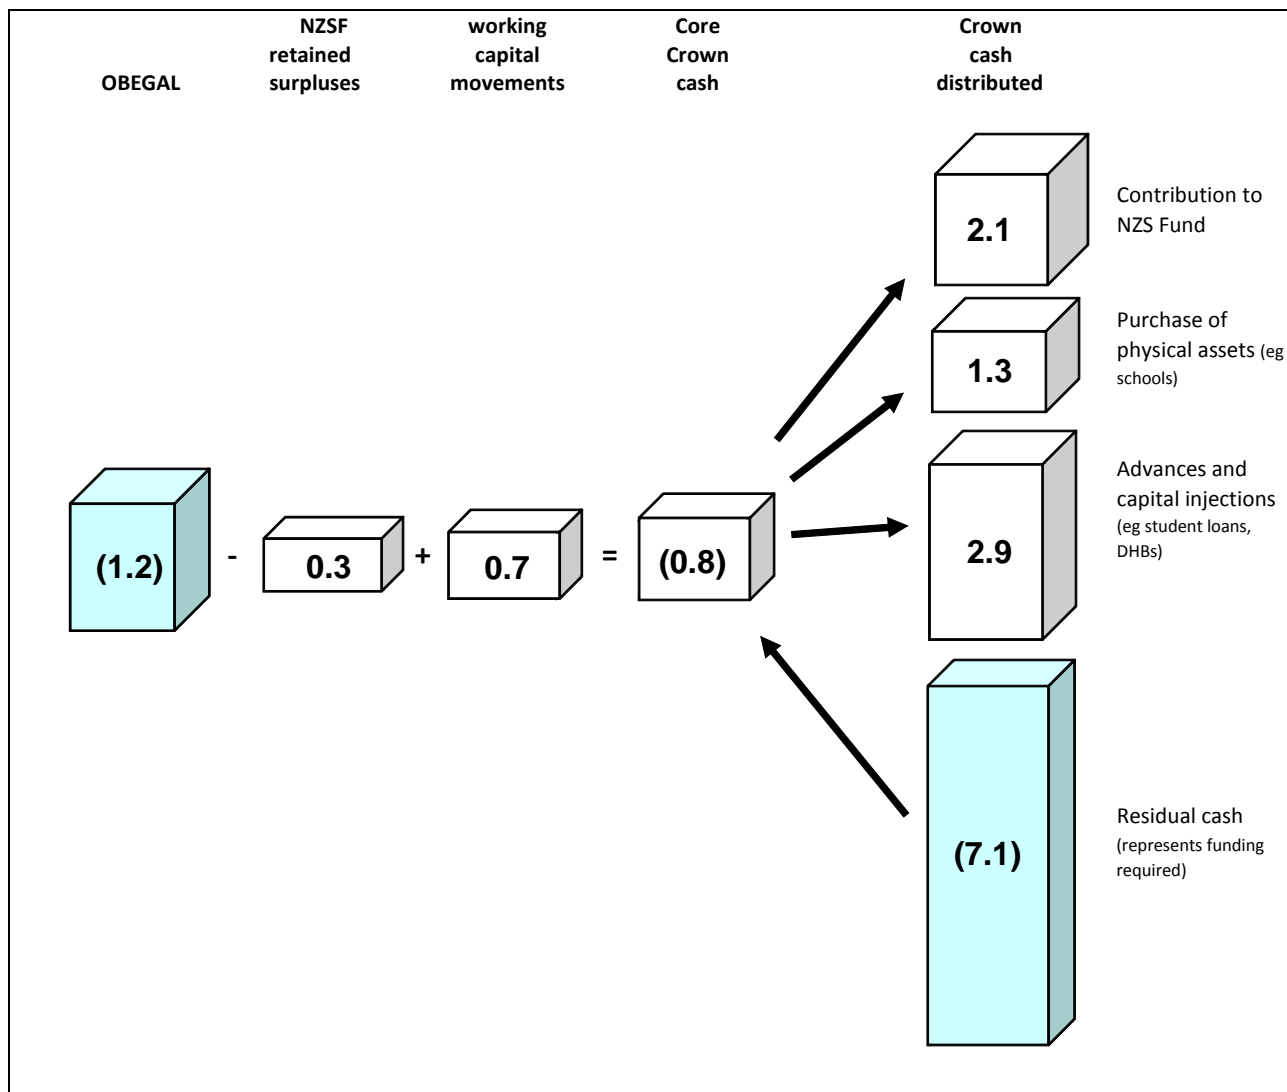 OBEGAL
NZSF
retained
surpluses
working
capital
movements
Core
Crown
cash
Crown
cash
distributed
2.1
Contribution to
NZS Fund
1.3
Purchase of
physical assets (eg
schools)
2.9
Advances and
capital injections
(eg student loans,
DHBs)
(1.2) - 0.3 + 0.7 = (0.8)
(7.1)
Residual cash
(represents funding
required)